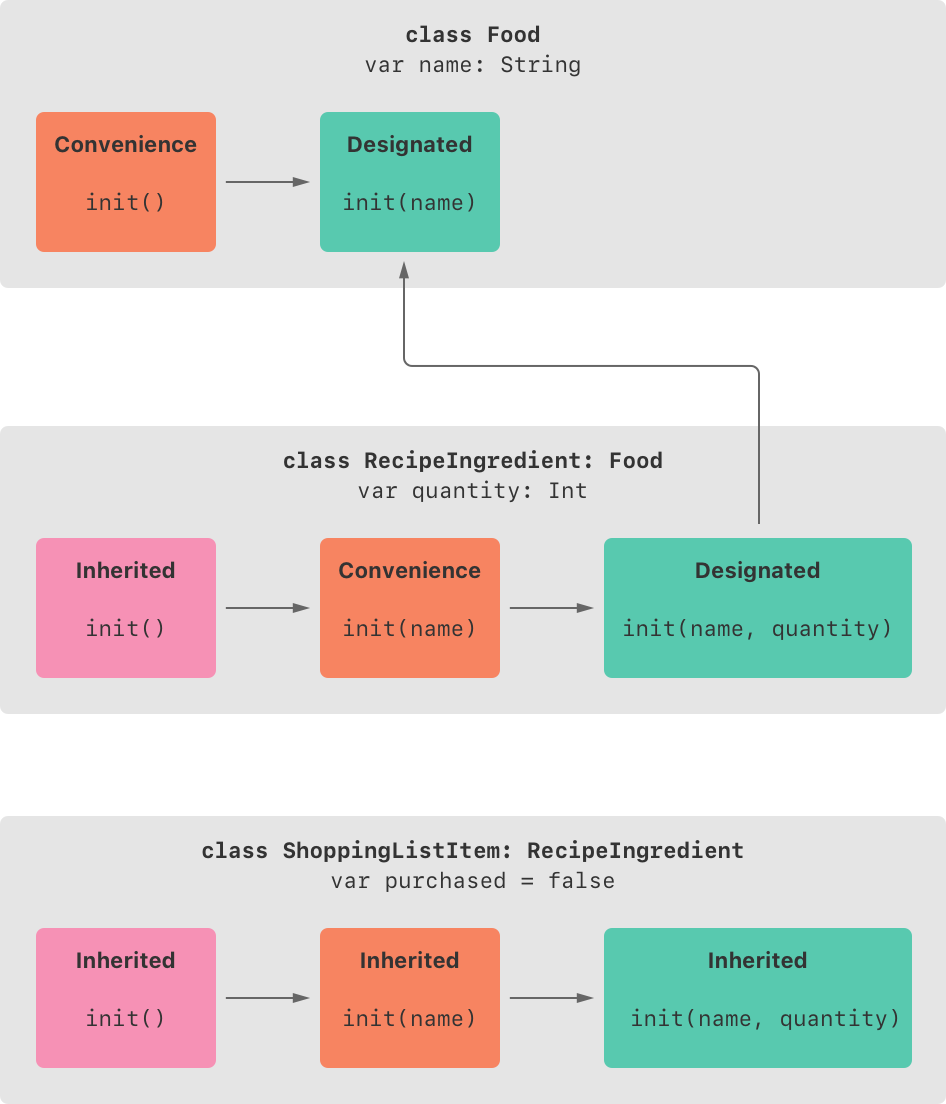 class Food
var name: String
Convenience
Designated
init()
init(name)
class RecipeIngredient: Food
var quantity: Int
Inherited
Convenience
Designated
init()
init(name)
init(name, quantity)
class ShoppingListItem: RecipeIngredient
var purchased = false
Inherited
Inherited
Inherited
init()
init(name)
init(name, quantity)